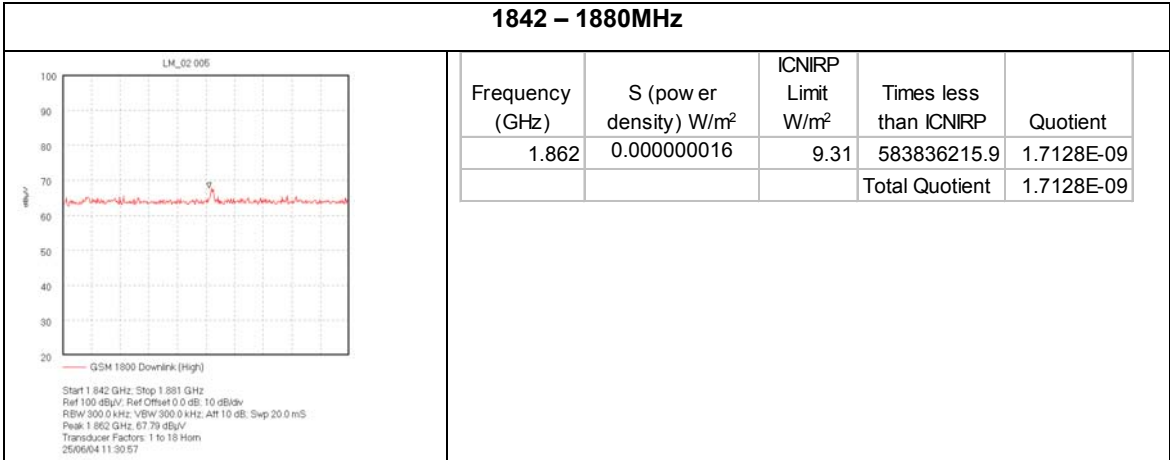 1842 – 1880MHz
LM_02 005
100
90
80
70
60
50
40
30
20
dBµV
GSM 1800 Downlink (High)
Start 1.842 GHz; Stop 1.881 GHz
Ref 100 dBµV; Ref Offset 0.0 dB; 10 dB/div
RBW 300.0 kHz; VBW 300.0 kHz; Att 10 dB; Swp 20.0 mS
Peak 1.862 GHz, 67.79 dBµV
Transducer Factors: 1 to 18 Horn
25/06/04 11:30:57
Frequency (GHz) S (pow er density) W/m² ICNIRP Limit W/m² Times less than ICNIRP Quotient
1.862 0.000000016 9.31 583836215.9 1.7128E-09
Total Quotient 1.7128E-09